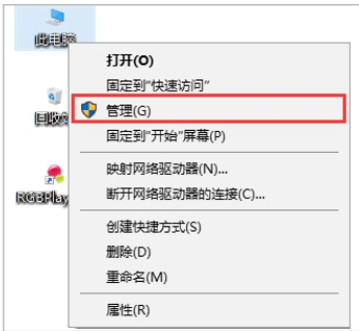 此电脑
打开(O)
固定到"快速访问"
管理(G)
回收
固定到"开始"屏幕(P)
映射网络驱动器(N)...
断开网络驱动器的连接(C)...
RGBPlay
创建快捷方式(S)
删除(D)
重命名(M)
属性(R)